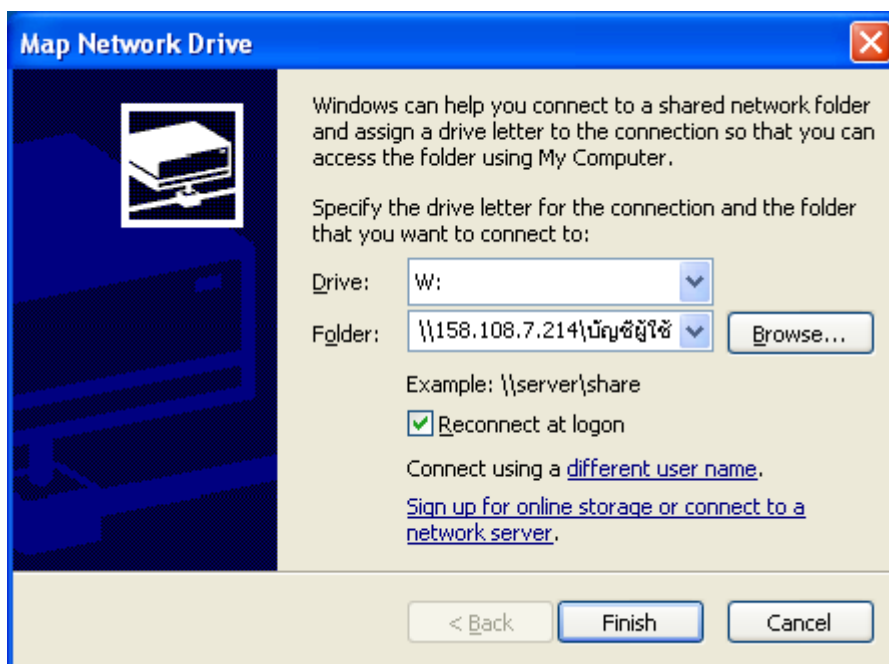 Map Network Drive
Windows can help you connect to a shared network folder
and assign a drive letter to the connection so that you can
access the folder using My Computer.
Specify the drive letter for the connection and the folder
that you want to connect to:
Drive: W:
Folder: \\158.108.7.214\บัญชีผู้ใช้ Browse...
Example: \\server\share
Reconnect at logon
Connect using a different user name.
Sign up for online storage or connect to a
network server.
< Back Finish Cancel